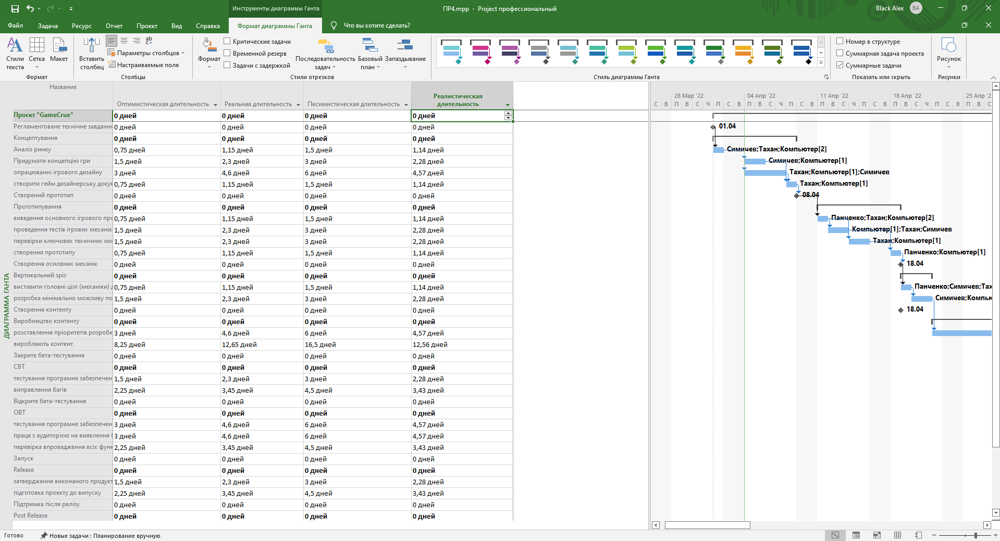 Инструменты диаграммы Ганта
ПР4.mpp - Project профессиональный
Black Alex
BA
Файл Задача Ресурс Отчет Проект Вид Справка Формат диаграммы Ганта Что вы хотите сделать?
Стили текста
Сетка
Макет
Формат
Вставить столбец
Параметры столбцов
Настраиваемые поля
Столбцы
Формат
Критические задачи
Временной резерв
Задачи с задержкой
Последовательность задач
Базовый план
Запаздывание
Стили отрезков
Стиль диаграммы Ганта
Номер в структуре
Суммарная задача проекта
Суммарные задачи
Показать или скрыть
Рисунок
Рисунки
ДИАГРАММА ГАНТА
Название Оптимистическая длительность Реальная длительность Песимистическая длительность Реалистическая длительность
Проєкт "GameCrue" 0 дней 0 дней 0 дней 0 дней
Регламентоване технічне завдання 0 дней 0 дней 0 дней 0 дней
Концептування 0 дней 0 дней 0 дней 0 дней
Аналіз ринку 0,75 дней 1,15 дней 1,5 дней 1,14 дней
Придумати концепцію гри 1,5 дней 2,3 дней 3 дней 2,28 дней
опрацюванні ігрового дизайну 3 дней 4,6 дней 6 дней 4,57 дней
створити гейм дизайнерську доку 0,75 дней 1,15 дней 1,5 дней 1,14 дней
Створений прототип 0 дней 0 дней 0 дней 0 дней
Прототипування 0 дней 0 дней 0 дней 0 дней
виведення основного ігрового про 0,75 дней 1,15 дней 1,5 дней 1,14 дней
проведення тестів ігрових механік 1,5 дней 2,3 дней 3 дней 2,28 дней
перевірки ключових технічних мо 1,5 дней 2,3 дней 3 дней 2,28 дней
створення прототипу 0,75 дней 1,15 дней 1,5 дней 1,14 дней
Створення основних механік 0 дней 0 дней 0 дней 0 дней
Вертикальний зріз 0 дней 0 дней 0 дней 0 дней
виставити головні цілі (механіки) д 0,75 дней 1,15 дней 1,5 дней 1,14 дней
розробка мінімально можливу по 1,5 дней 2,3 дней 3 дней 2,28 дней
Створення контенту 0 дней 0 дней 0 дней 0 дней
Виробництво контенту 0 дней 0 дней 0 дней 0 дней
розставлення пріоритетів розробк 3 дней 4,6 дней 6 дней 4,57 дней
виробляють контент 8,25 дней 12,65 дней 16,5 дней 12,56 дней
Закрите бета-тестування 0 дней 0 дней 0 дней 0 дней
CBT 0 дней 0 дней 0 дней 0 дней
тестування програмне забезпечен 1,5 дней 2,3 дней 3 дней 2,28 дней
виправлення багів 2,25 дней 3,45 дней 4,5 дней 3,43 дней
Відкрите бета-тестування 0 дней 0 дней 0 дней 0 дней
OBT 0 дней 0 дней 0 дней 0 дней
тестування програмне забезпечен 3 дней 4,6 дней 6 дней 4,57 дней
праця з аудиторією на виявлення 3 дней 4,6 дней 6 дней 4,57 дней
перевірка впровадження всіх функ 2,25 дней 3,45 дней 4,5 дней 3,43 дней
Запуск 0 дней 0 дней 0 дней 0 дней
Release 0 дней 0 дней 0 дней 0 дней
затвердження виконаного продукт 1,5 дней 2,3 дней 3 дней 2,28 дней
підготовка проекту до випуску 2,25 дней 3,45 дней 4,5 дней 3,43 дней
Підтримка після релізу 0 дней 0 дней 0 дней 0 дней
Post Release 0 дней 0 дней 0 дней 0 дней
28 Мар '22 04 Апр '22 11 Апр '22 18 Апр '22 25 Апр '2
С В П В С Ч П С В П В С Ч П С В П В С Ч П С В П В С Ч П С В П В С
01.04
Симичев;Тахан;Компьютер[2]
Симичев;Компьютер[1]
Тахан;Компьютер[1];Симичев
Тахан;Компьютер[1]
08.04
Панченко;Тахан;Компьютер[2]
Компьютер[1];Тахан;Симичев
Тахан;Компьютер[1]
Панченко;Компьютер[1]
18.04
Панченко;Симичев;Тах
Симичев;Компьк
18.04
Готово Новые задачи : Планирование вручную